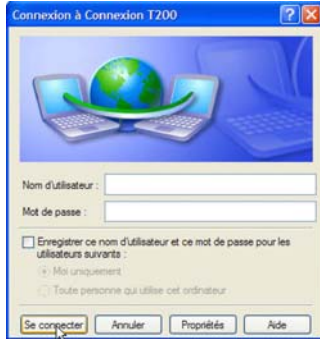 Connexion à Connexion T200
Nom d'utilisateur :
Mot de passe :
Enregistrer ce nom d'utilisateur et ce mot de passe pour les
utilisateurs suivants :
Moi uniquement
Toute personne qui utilise cet ordinateur
Se connecter Annuler Propriétés Aide